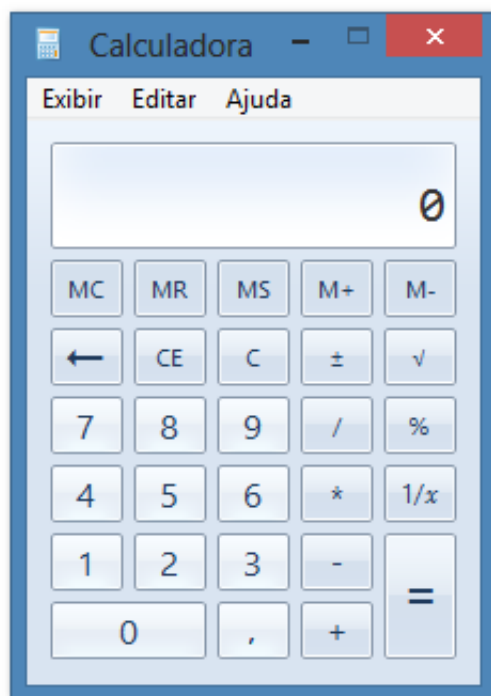 Calculadora
Exibir Editar Ajuda
0
MC MR MS M+ M-
← CE C ± √
7 8 9 / %
4 5 6 * 1/x
1 2 3 - =
0 , +